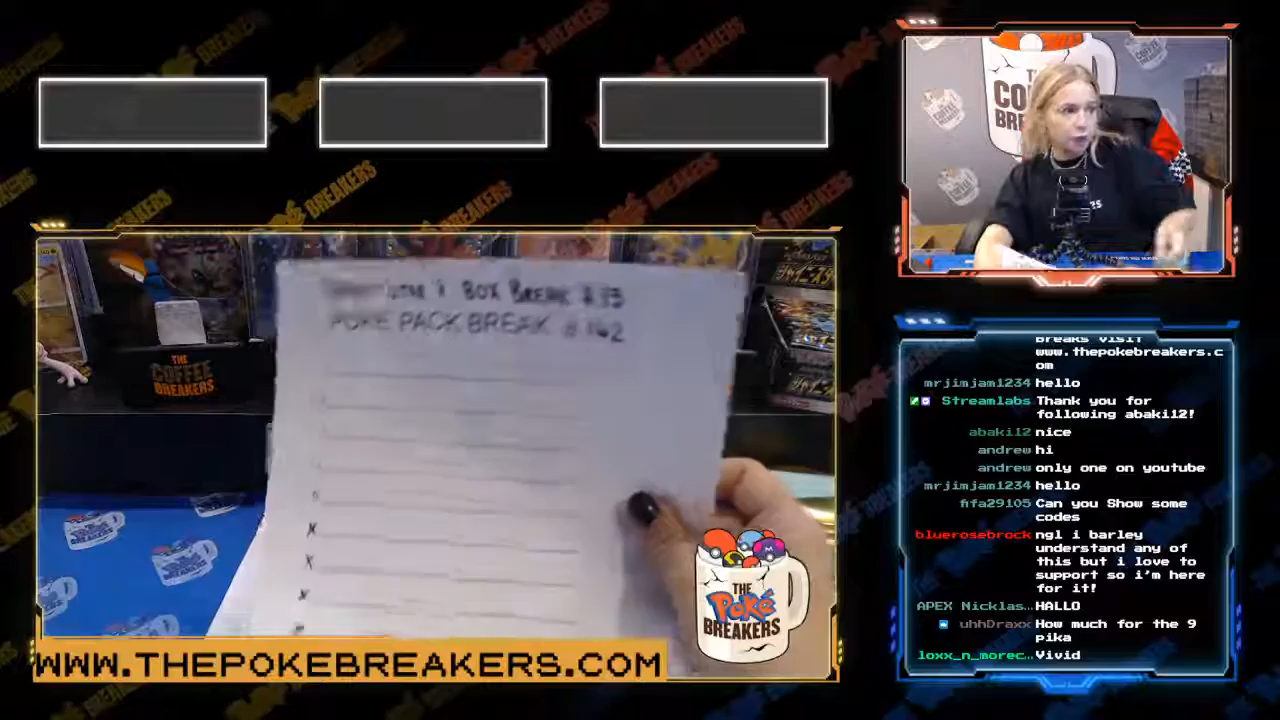 BOX BREAK
POKE PACK BREAK
THE
COFFEE
BREAKERS
THE
Poké
BREAKERS
WWW.THEPOKEBREAKERS.COM
THE
breaks visit
www.thepokebreakers.c
om
mrjimjam1234 hello
Streamlabs Thank you for
following abaki12!
abaki12 nice
andrew hi
andrew only one on youtube
mrjimjam1234 hello
fifa29105 Can you Show some
codes
bluerosebrock ngl i barley
understand any of
this but i love to
support so i'm here
for it!
APEX Nicklas… HALLO
uhhDraxx How much for the 9
pika
loxx_n_morec… Vivid